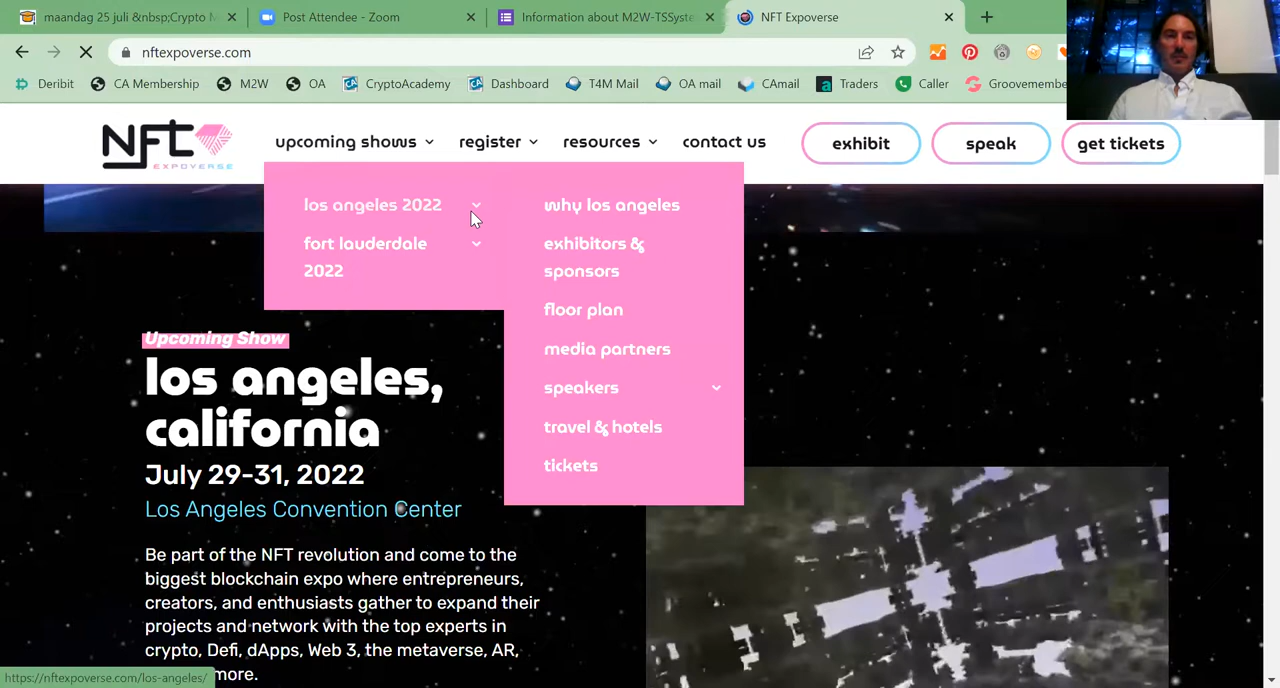 maandag 25 juli &nbsp;Crypto M
Post Attendee - Zoom
Information about M2W-TSSyste
NFT Expoverse
nftexpoverse.com
Deribit
CA Membership
M2W
OA
CryptoAcademy
Dashboard
T4M Mail
OA mail
CAmail
Traders
Caller
Groovemembe
NFT
EXPOVERSE
upcoming shows
register
resources
contact us
exhibit
speak
get tickets
los angeles 2022
fort lauderdale
2022
why los angeles
exhibitors &
sponsors
floor plan
media partners
speakers
travel & hotels
tickets
Upcoming Show
los angeles,
california
July 29-31, 2022
Los Angeles Convention Center
Be part of the NFT revolution and come to the
biggest blockchain expo where entrepreneurs,
creators, and enthusiasts gather to expand their
projects and network with the top experts in
crypto, Defi, dApps, Web 3, the metaverse, AR,
more.
https://nftexpoverse.com/los-angeles/